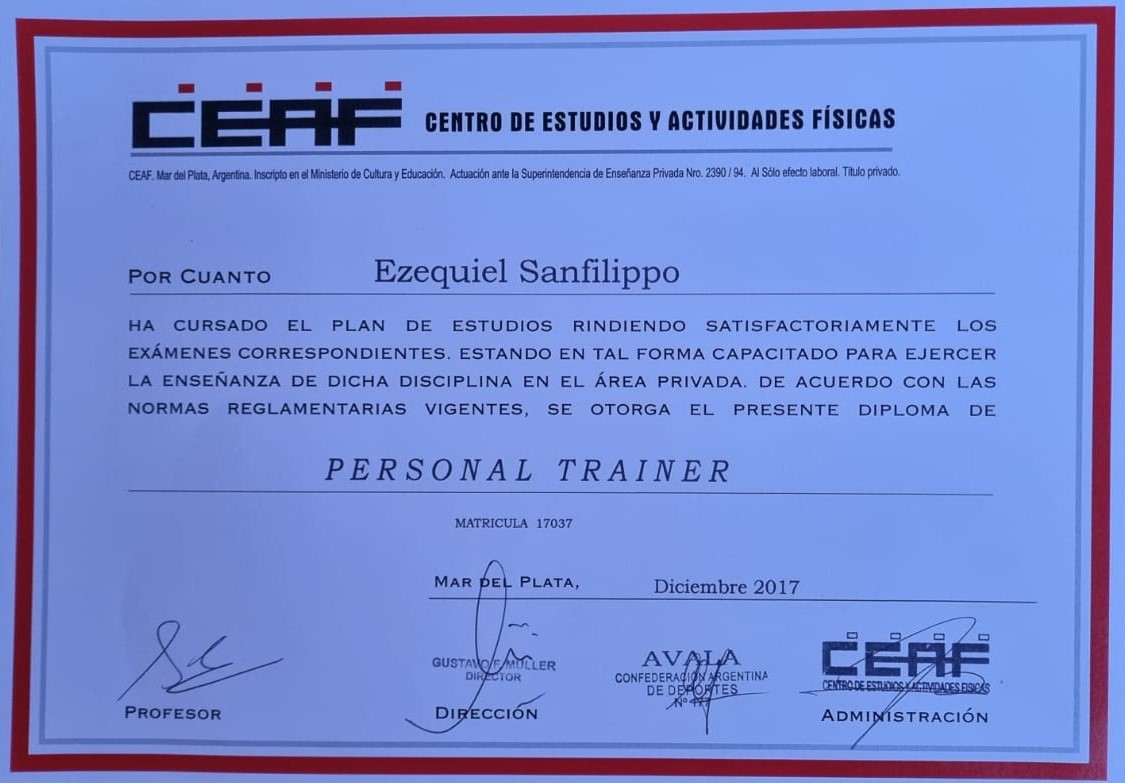 CEAF CENTRO DE ESTUDIOS Y ACTIVIDADES FÍSICAS
CEAF. Mar del Plata, Argentina. Inscripto en el Ministerio de Cultura y Educación. Actuación ante la Superintendencia de Enseñanza Privada Nro. 2390 / 94. Al Sólo efecto laboral. Título privado.
POR CUANTO Ezequiel Sanfilippo
HA CURSADO EL PLAN DE ESTUDIOS RINDIENDO SATISFACTORIAMENTE LOS
EXÁMENES CORRESPONDIENTES. ESTANDO EN TAL FORMA CAPACITADO PARA EJERCER
LA ENSEÑANZA DE DICHA DISCIPLINA EN EL ÁREA PRIVADA. DE ACUERDO CON LAS
NORMAS REGLAMENTARIAS VIGENTES, SE OTORGA EL PRESENTE DIPLOMA DE
PERSONAL TRAINER
MATRICULA 17037
MAR DEL PLATA, Diciembre 2017
GUSTAVO F. MULLER
DIRECTOR
AVALA
CONFEDERACIÓN ARGENTINA
DE DEPORTES
Nº
CEAF
CENTRO DE ESTUDIOS Y ACTIVIDADES FISICAS
PROFESOR DIRECCIÓN ADMINISTRACIÓN